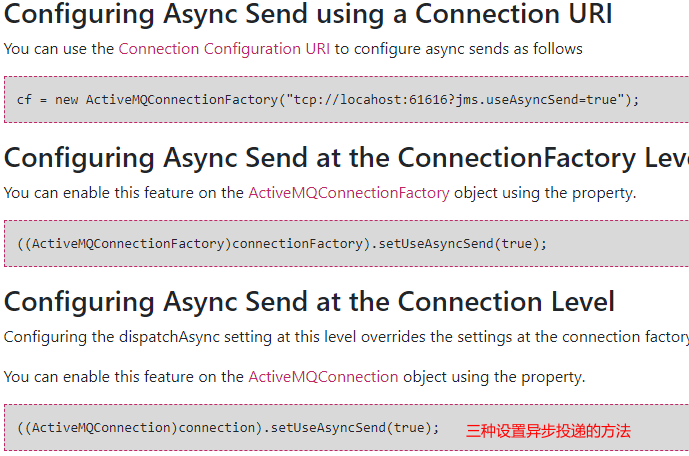 Configuring Async Send using a Connection URI
You can use the Connection Configuration URI to configure async sends as follows
cf = new ActiveMQConnectionFactory("tcp://locahost:61616?jms.useAsyncSend=true");
Configuring Async Send at the ConnectionFactory Leve
You can enable this feature on the ActiveMQConnectionFactory object using the property.
((ActiveMQConnectionFactory)connectionFactory).setUseAsyncSend(true);
Configuring Async Send at the Connection Level
Configuring the dispatchAsync setting at this level overrides the settings at the connection factory
You can enable this feature on the ActiveMQConnection object using the property.
((ActiveMQConnection)connection).setUseAsyncSend(true); 三种设置异步投递的方法